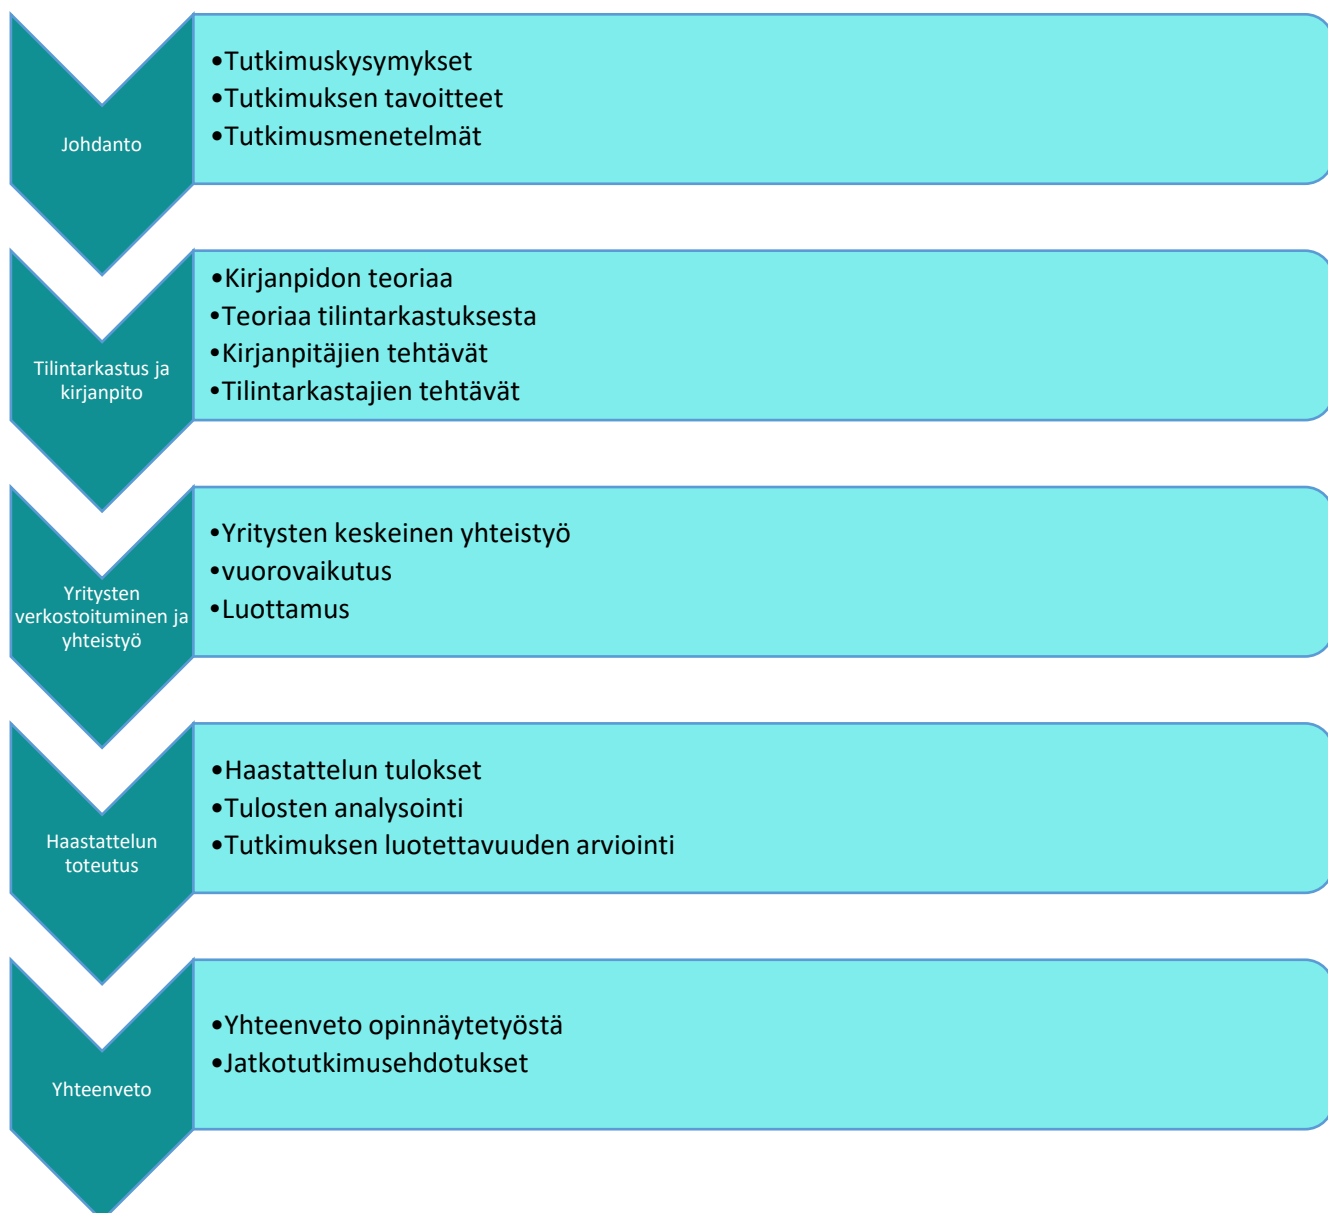 Johdanto
•Tutkimuskysymykset
•Tutkimuksen tavoitteet
•Tutkimusmenetelmät
Tilintarkastus ja
kirjanpito
•Kirjanpidon teoriaa
•Teoriaa tilintarkastuksesta
•Kirjanpitäjien tehtävät
•Tilintarkastajien tehtävät
Yritysten
verkostoituminen ja
yhteistyö
•Yritysten keskeinen yhteistyö
•vuorovaikutus
•Luottamus
Haastattelun
toteutus
•Haastattelun tulokset
•Tulosten analysointi
•Tutkimuksen luotettavuuden arviointi
Yhteenveto
•Yhteenveto opinnäytetyöstä
•Jatkotutkimusehdotukset